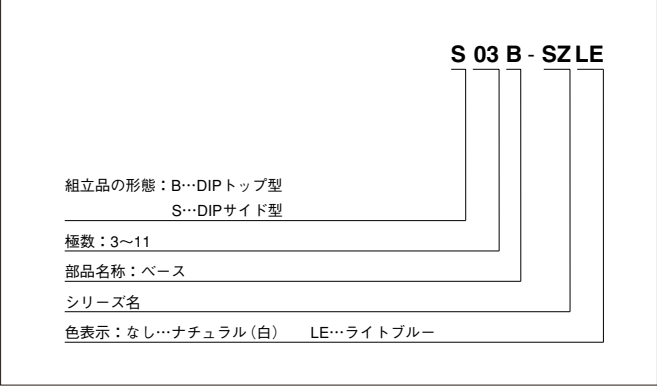 S 03 B - SZ LE
組立品の形態：B…DIPトップ型
S…DIPサイド型
極数：3〜11
部品名称：ベース
シリーズ名
色表示：なし…ナチュラル（白） LE…ライトブルー